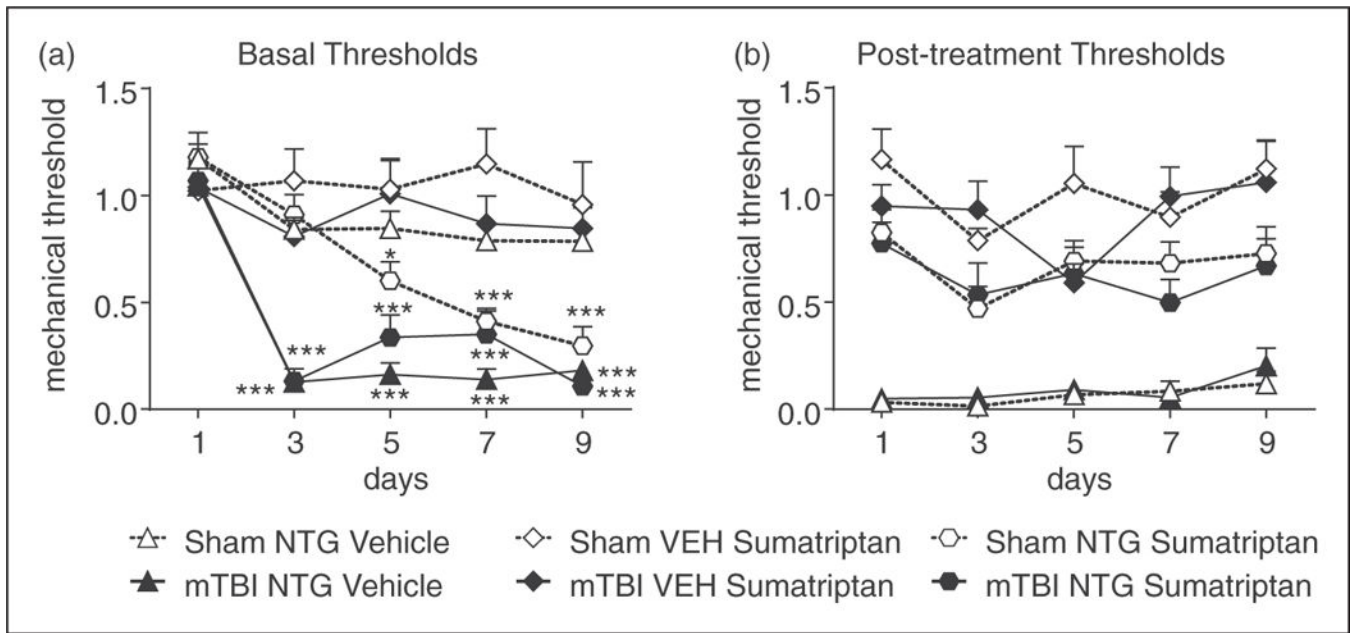 (a) Basal Thresholds
mechanical threshold
1.5
1.0
0.5
0.0
*
***
***
***
***
***
***
***
***
***
***
1 3 5 7 9
days
(b) Post-treatment Thresholds
mechanical threshold
1.5
1.0
0.5
0.0
1 3 5 7 9
days
Sham NTG Vehicle Sham VEH Sumatriptan Sham NTG Sumatriptan
mTBI NTG Vehicle mTBI VEH Sumatriptan mTBI NTG Sumatriptan